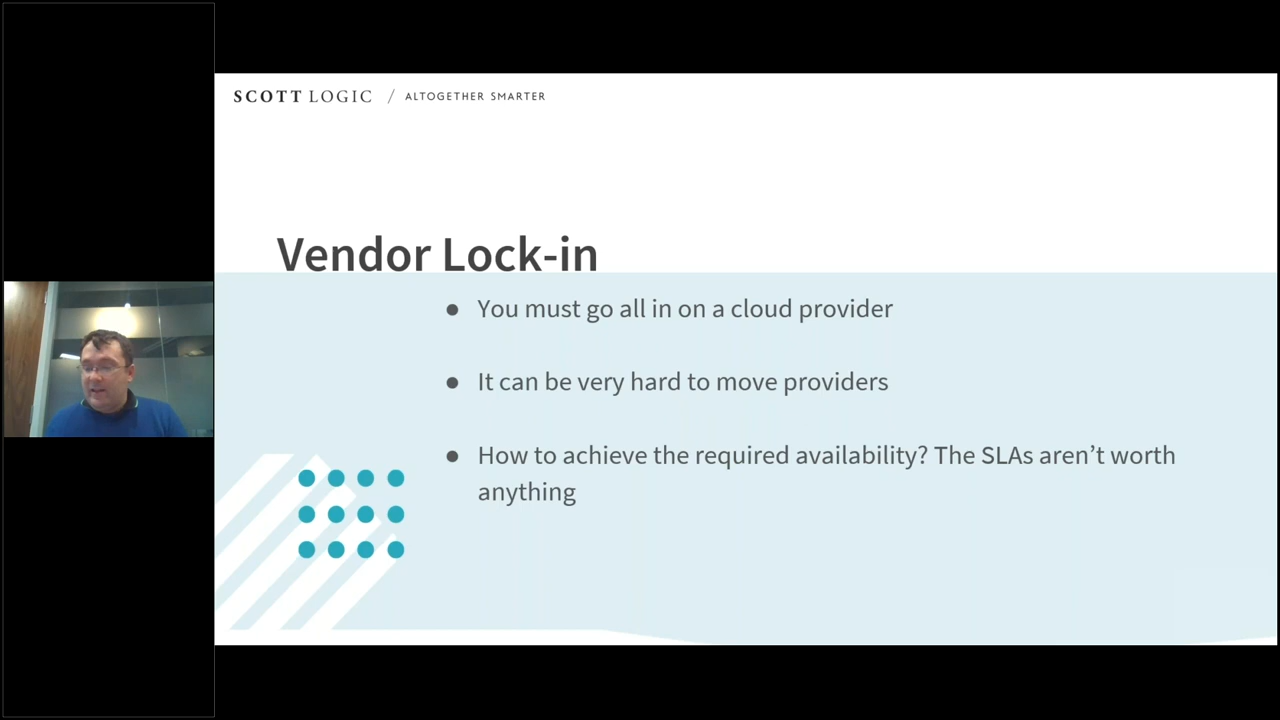 SCOTT LOGIC / ALTOGETHER SMARTER
Vendor Lock-in
● You must go all in on a cloud provider
● It can be very hard to move providers
● How to achieve the required availability? The SLAs aren’t worth
anything